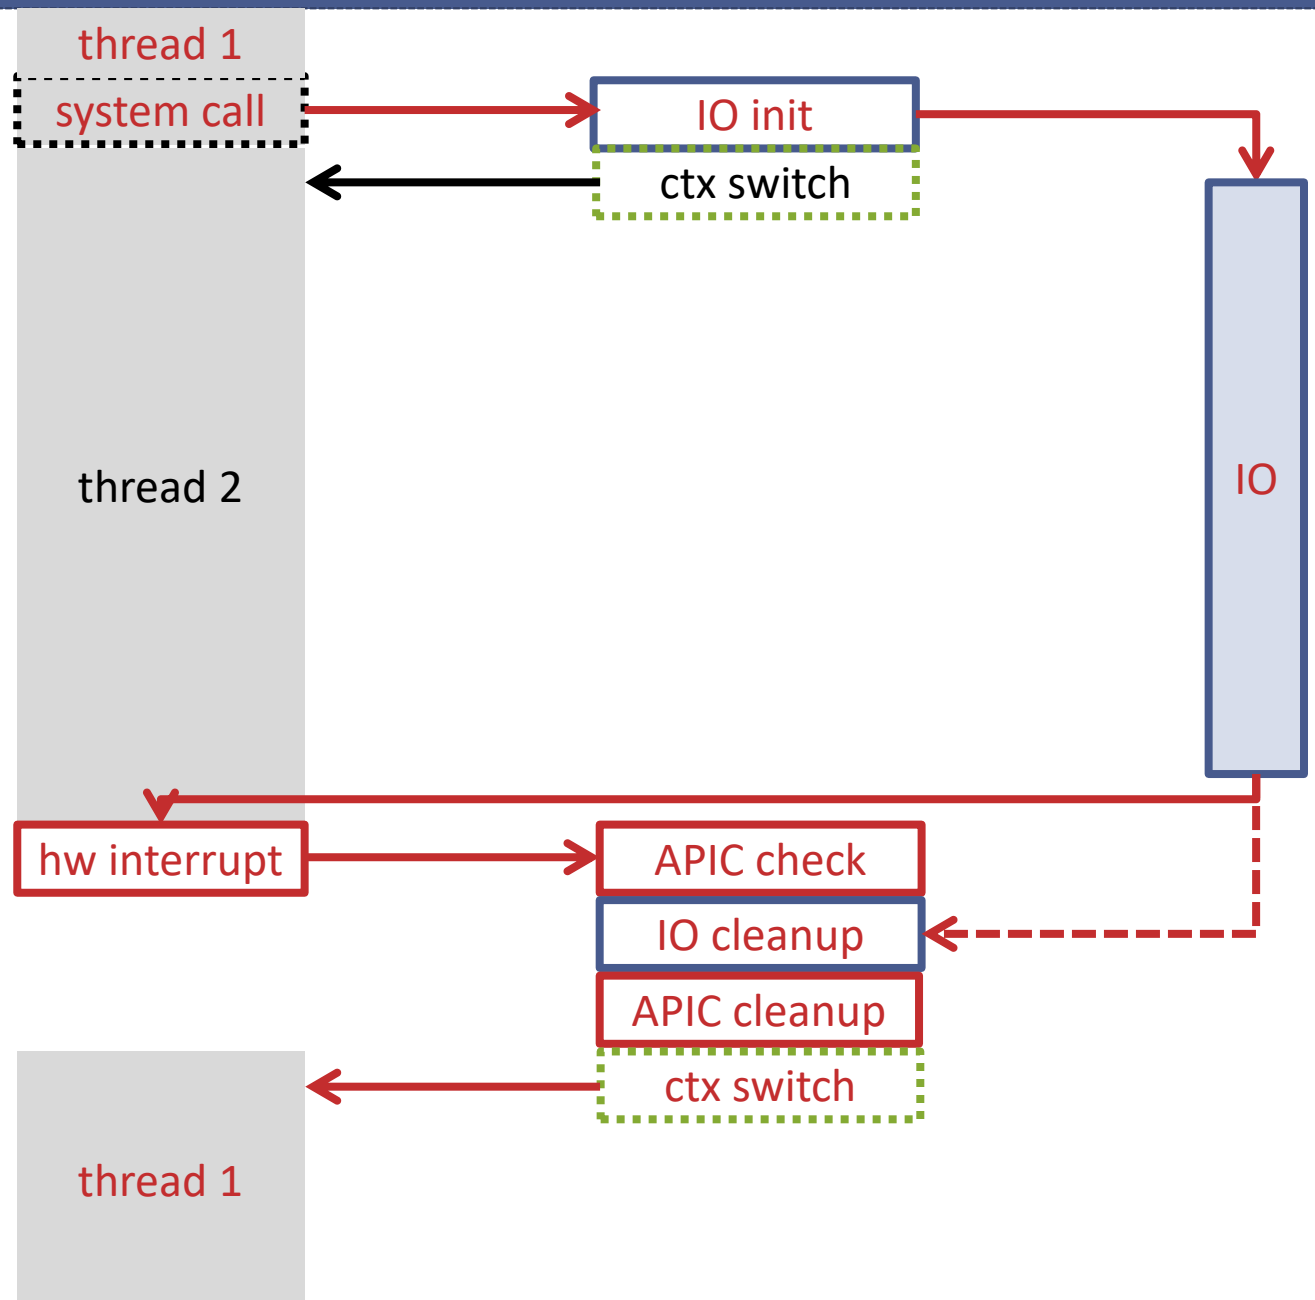 thread 1
system call
IO init
ctx switch
thread 2
IO
hw interrupt
APIC check
IO cleanup
APIC cleanup
ctx switch
thread 1